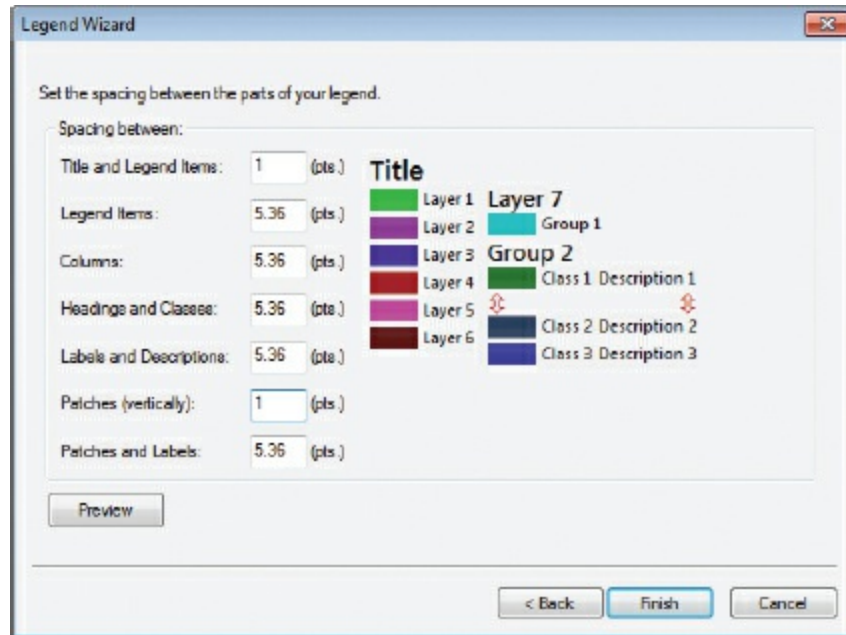 Legend Wizard
Set the spacing between the parts of your legend.
Spacing between:
Title and Legend Items: 1 (pts.)
Legend Items: 5.36 (pts.)
Columns: 5.36 (pts.)
Headings and Classes: 5.36 (pts.)
Labels and Descriptions: 5.36 (pts.)
Patches (vertically): 1 (pts.)
Patches and Labels: 5.36 (pts.)
Title
Layer 1
Layer 2
Layer 3
Layer 4
Layer 5
Layer 6
Layer 7
Group 1
Group 2
Class 1 Description 1
Class 2 Description 2
Class 3 Description 3
Preview
< Back
Finish
Cancel